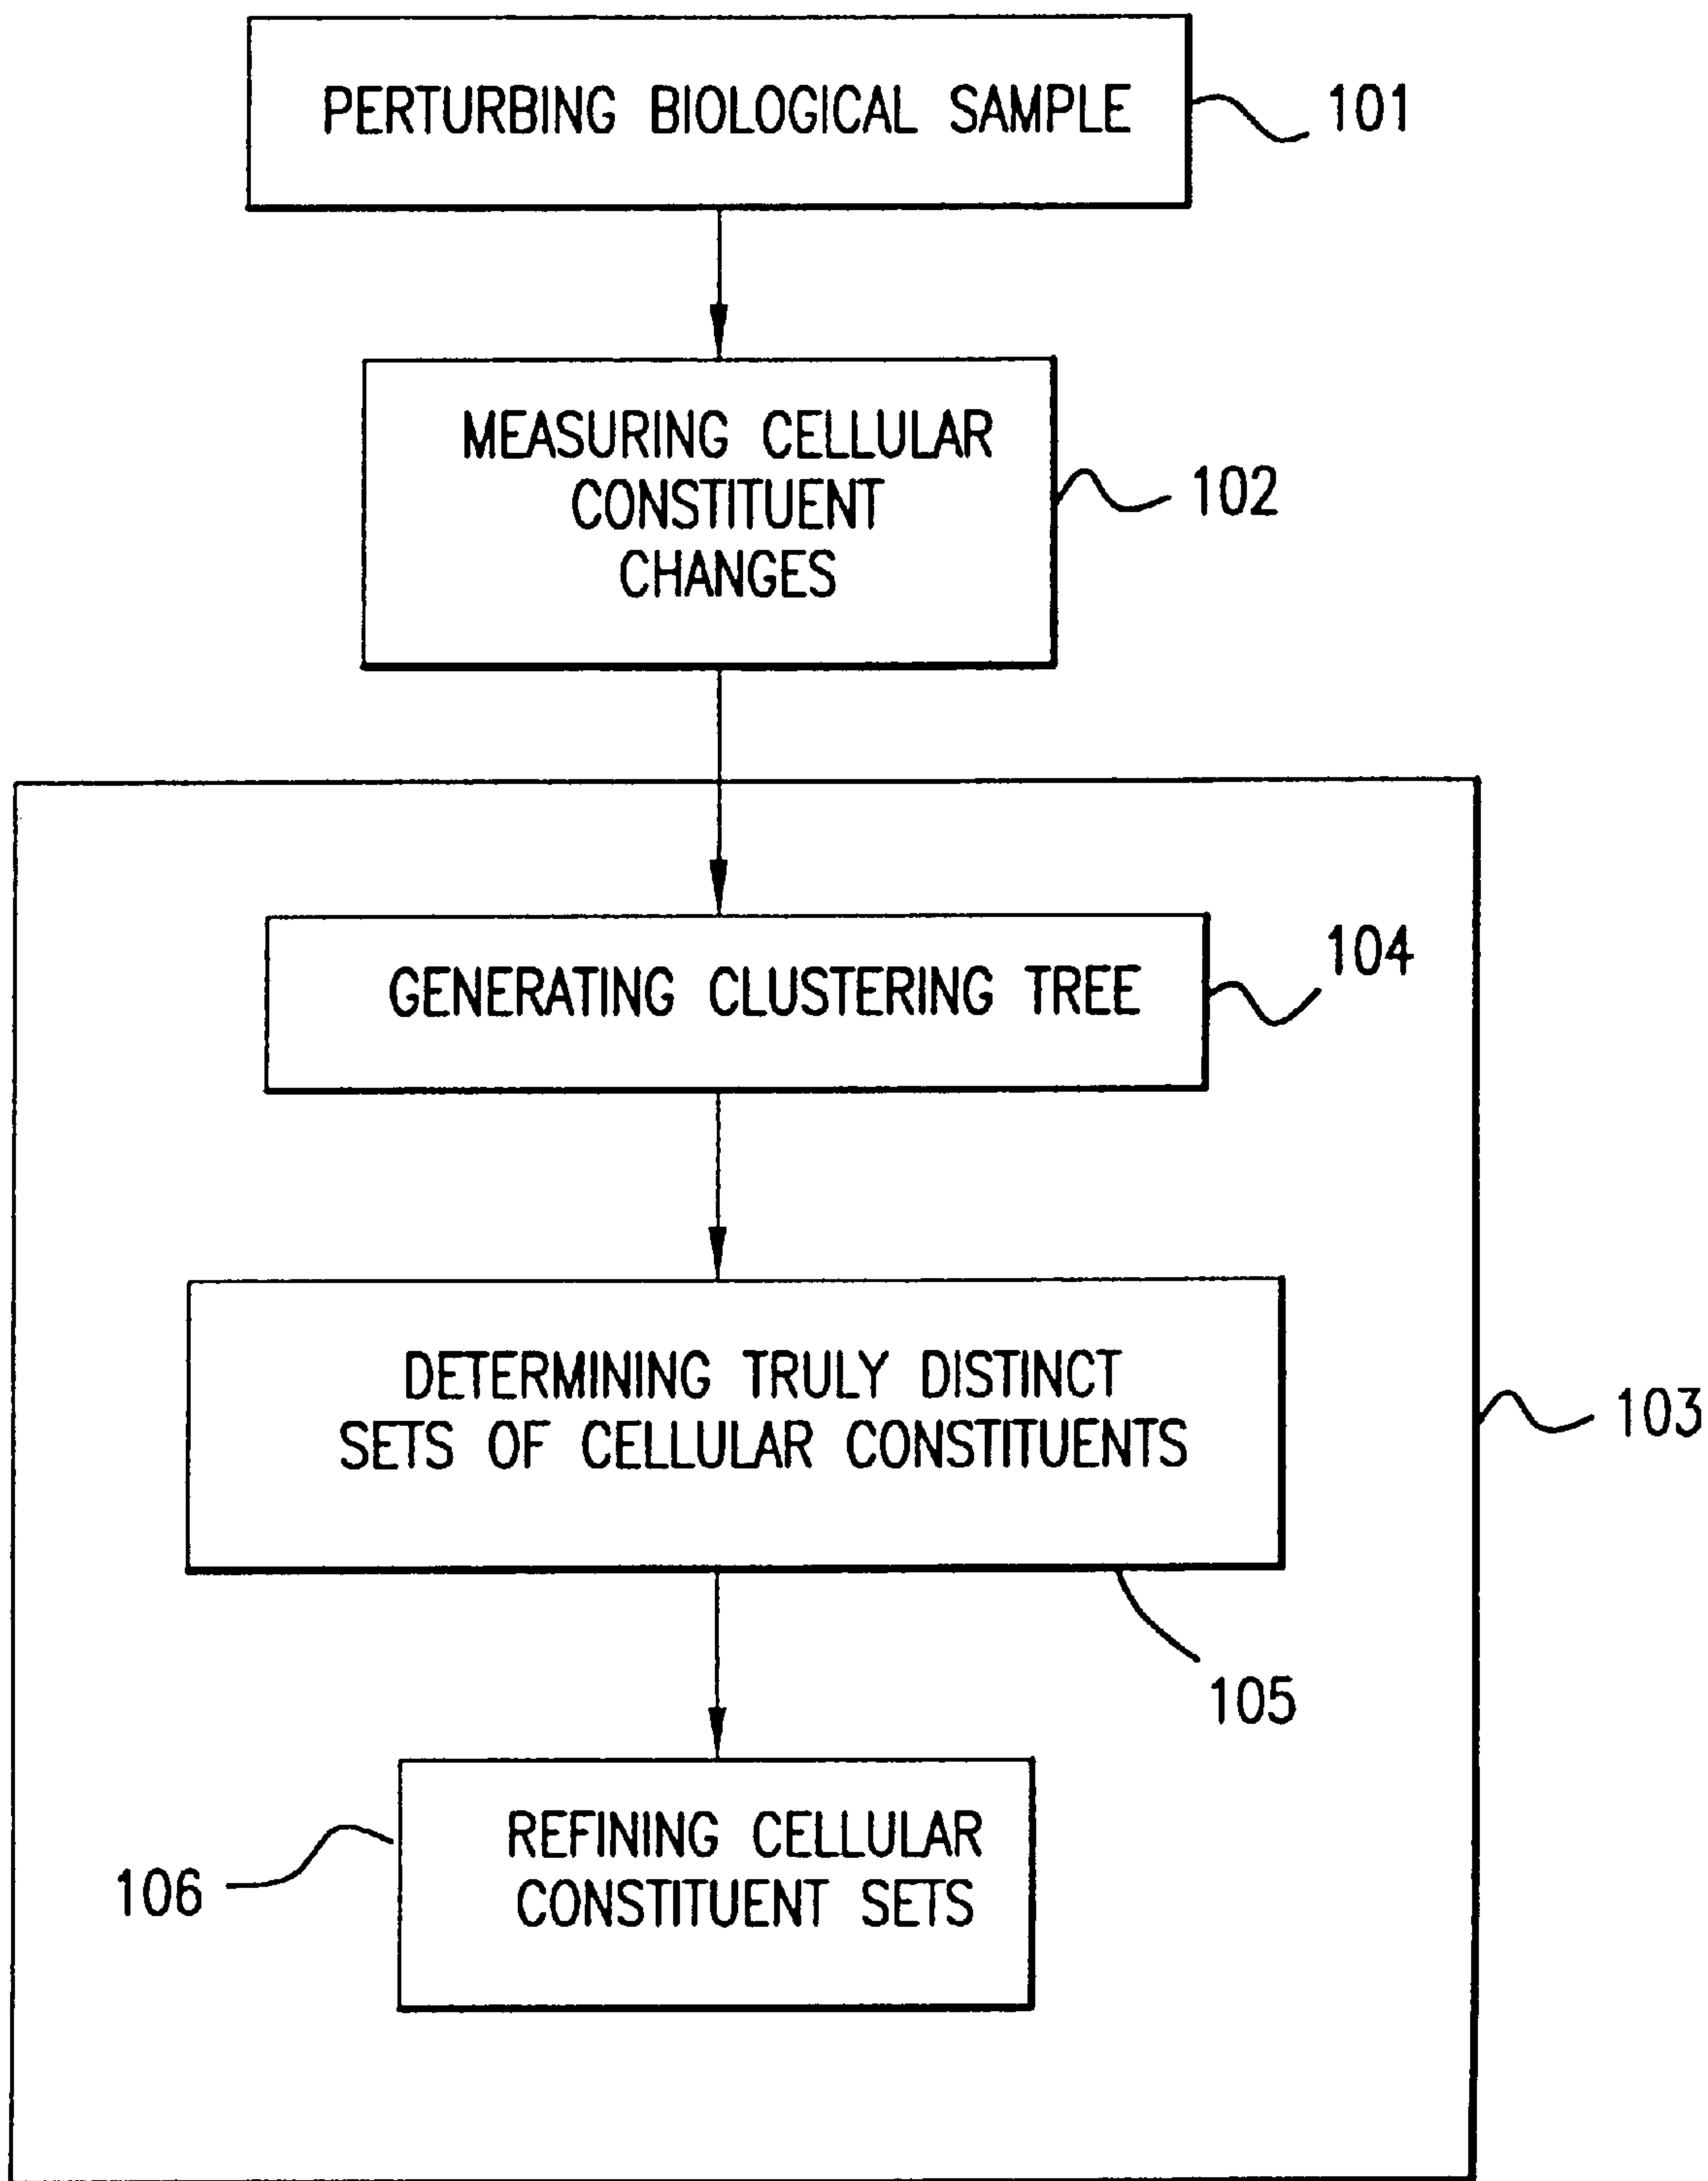 PERTURBING BIOLOGICAL SAMPLE
101
MEASURING CELLULAR
CONSTITUENT
CHANGES
102
GENERATING CLUSTERING TREE
104
DETERMINING TRULY DISTINCT
SETS OF CELLULAR CONSTITUENTS
103
105
REFINING CELLULAR
CONSTITUENT SETS
106